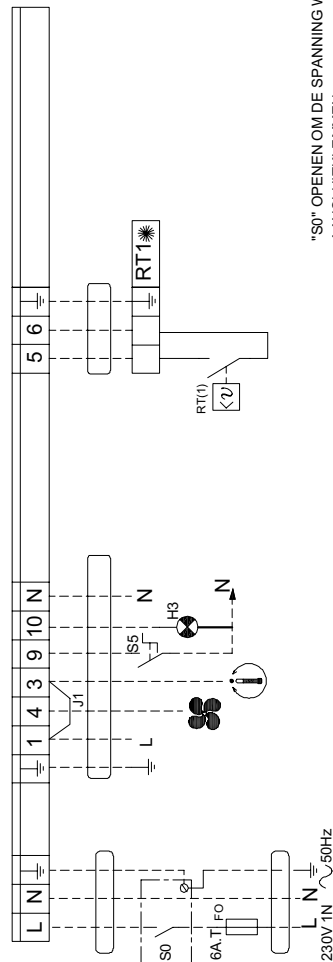 L N ⏚ ⏚ 1 4 3 9 10 N 5 6 ⏚
J1
RT1
L N
S0
S5
H3
N
RT(1)
<ϑ
6A.T
FO
L N
230V 1N ~ 50Hz
"S0" OPENEN OM DE SPANNING